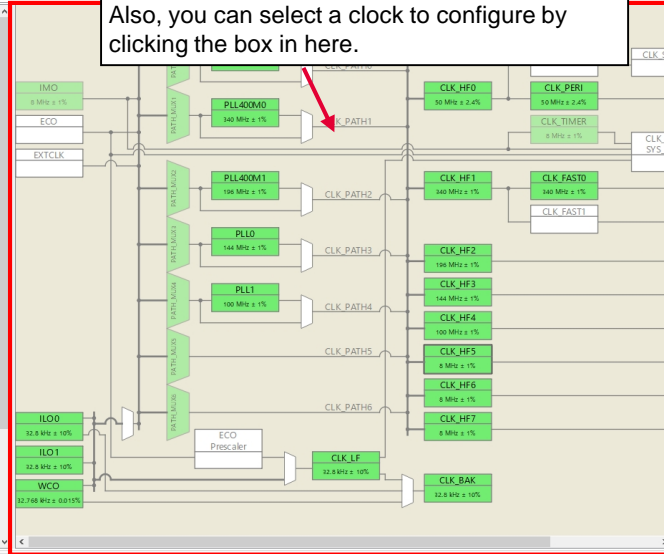 Also, you can select a clock to configure by
clicking the box in here.
CLK_HF0
50 MHz ± 2.4%
CLK_PERI
50 MHz ± 2.4%
IMO
8 MHz ± 1%
PATH_MUX1
PLL400M0
340 MHz ± 1%
CLK_PATH1
ECO
CLK_TIMER
8 MHz ± 1%
EXTCLK
PATH_MUX2
PLL400M1
196 MHz ± 1%
CLK_PATH2
CLK_HF1
340 MHz ± 1%
CLK_FAST0
340 MHz ± 1%
CLK_FAST1
PATH_MUX3
PLL0
144 MHz ± 1%
CLK_PATH3
CLK_HF2
196 MHz ± 1%
PATH_MUX4
PLL1
100 MHz ± 1%
CLK_PATH4
CLK_HF3
144 MHz ± 1%
CLK_HF4
100 MHz ± 1%
PATH_MUX5
CLK_PATH5
CLK_HF5
8 MHz ± 1%
CLK_HF6
8 MHz ± 1%
PATH_MUX6
CLK_PATH6
CLK_HF7
8 MHz ± 1%
ILO0
32.8 kHz ± 10%
ILO1
32.8 kHz ± 10%
WCO
32.768 kHz ± 0.015%
ECO
Prescaler
CLK_LF
32.8 kHz ± 10%
CLK_BAK
32.8 kHz ± 10%